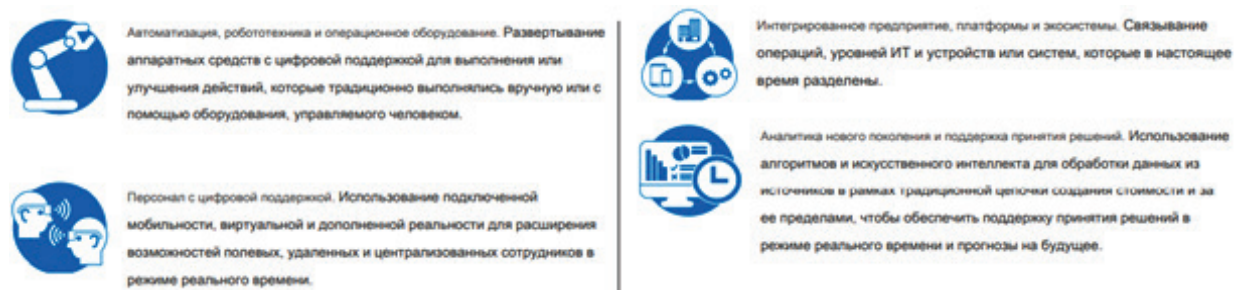 Автоматизация, робототехника и операционное оборудование. Развертывание
аппаратных средств с цифровой поддержкой для выполнения или
улучшения действий, которые традиционно выполнялись вручную или с
помощью оборудования, управляемого человеком.
Персонал с цифровой поддержкой. Использование подключенной
мобильности, виртуальной и дополненной реальности для расширения
возможностей полевых, удаленных и централизованных сотрудников в
режиме реального времени.
Интегрированное предприятие, платформы и экосистемы. Связывание
операций, уровней ИТ и устройств или систем, которые в настоящее
время разделены.
Аналитика нового поколения и поддержка принятия решений. Использование
алгоритмов и искусственного интеллекта для обработки данных из
источников в рамках традиционной цепочки создания стоимости и за
ее пределами, чтобы обеспечить поддержку принятия решений в
режиме реального времени и прогнозы на будущее.